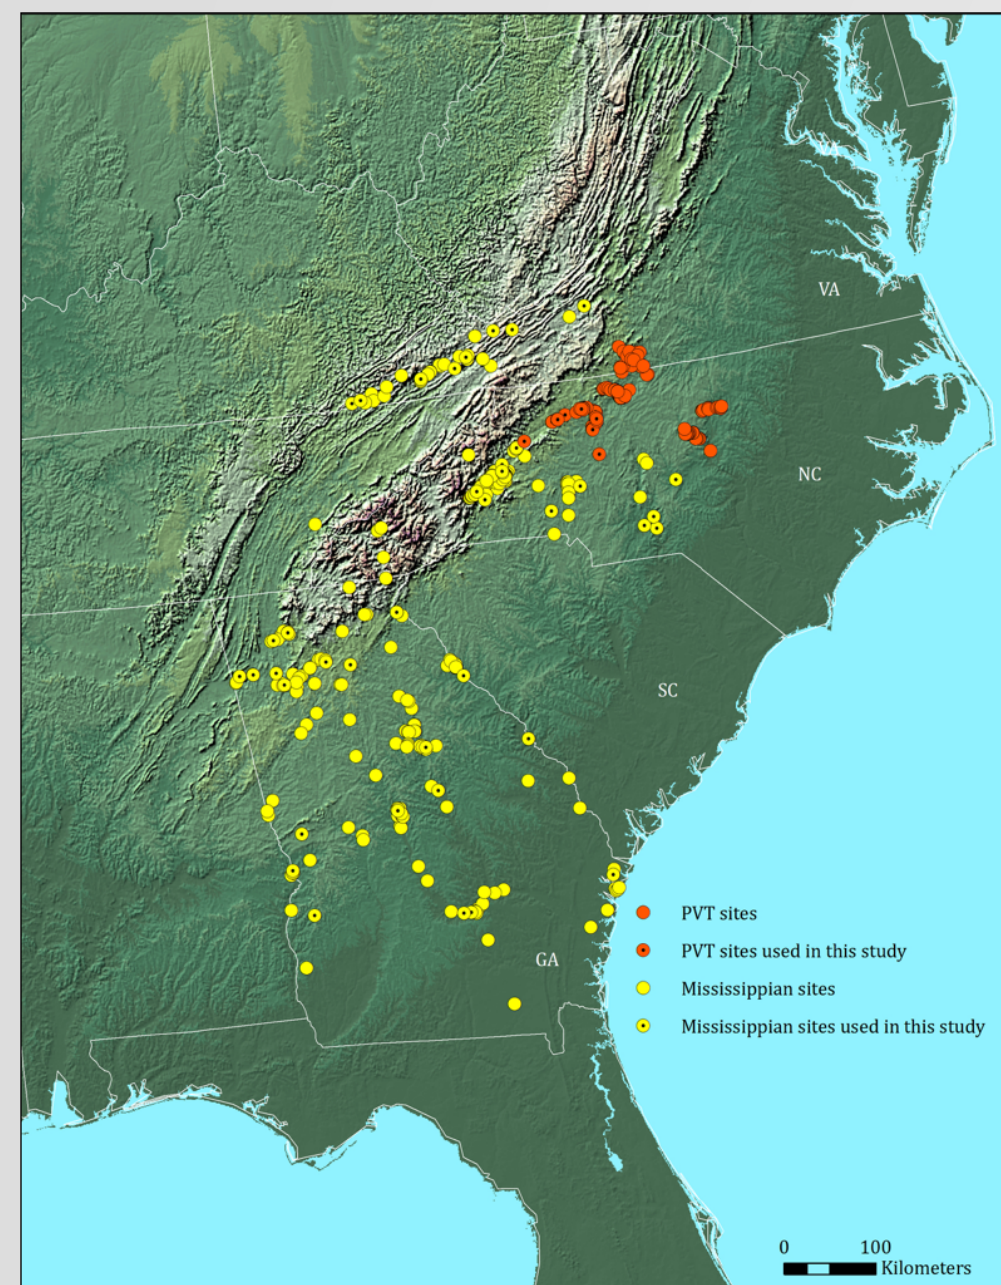 VA
NC
SC
GA
PVT sites
PVT sites used in this study
Mississippian sites
Mississippian sites used in this study
0 100
Kilometers